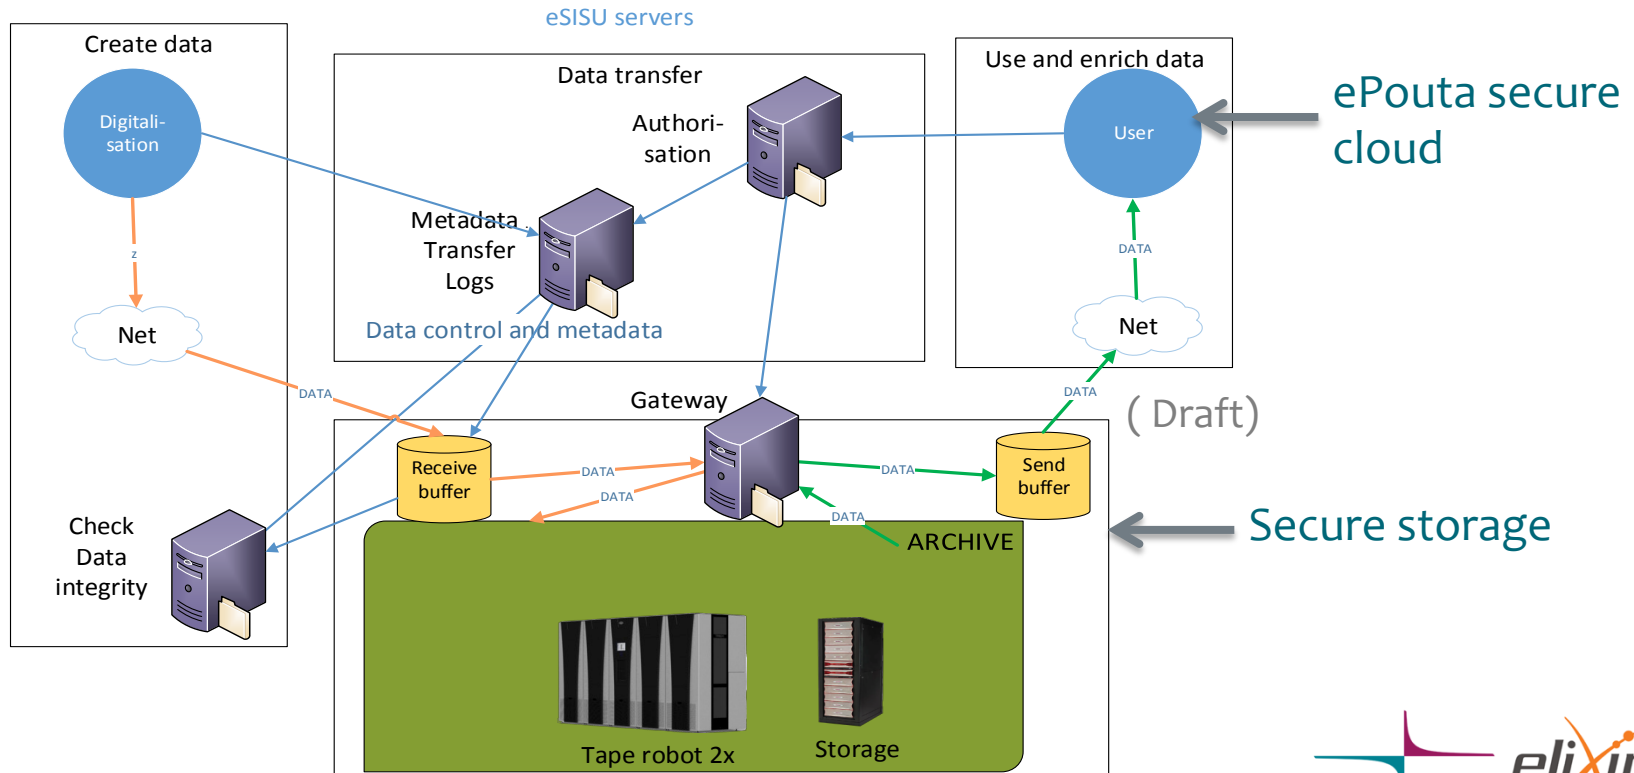 eSISU servers
Create data
Data transfer
Use and enrich data
ePouta secure
cloud
Digitali-
sation
Authori-
sation
User
Metadata .
Transfer
Logs
z
DATA
Net
Net
Data control and metadata
DATA
DATA
( Draft)
Gateway
Receive
buffer
DATA
DATA
DATA
Send
buffer
DATA
Secure storage
Check
Data
integrity
ARCHIVE
Tape robot 2x
Storage
elixir